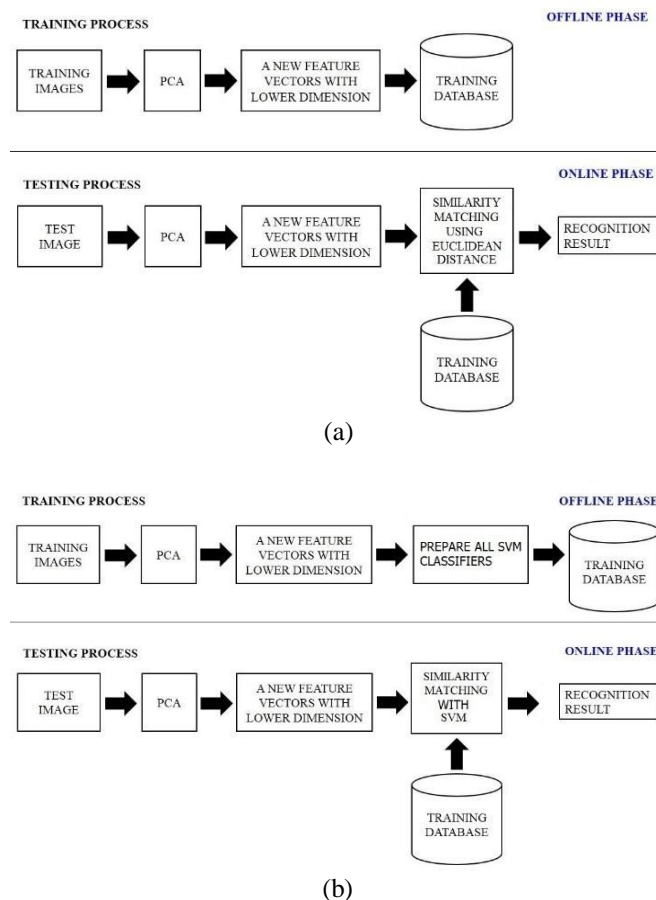 TRAINING PROCESS
OFFLINE PHASE
TRAINING
IMAGES
PCA
A NEW FEATURE
VECTORS WITH
LOWER DIMENSION
TRAINING
DATABASE
TESTING PROCESS
ONLINE PHASE
TEST
IMAGE
PCA
A NEW FEATURE
VECTORS WITH
LOWER DIMENSION
SIMILARITY
MATCHING
USING
EUCLIDEAN
DISTANCE
RECOGNITION
RESULT
TRAINING
DATABASE
(a)
TRAINING PROCESS
OFFLINE PHASE
TRAINING
IMAGES
PCA
A NEW FEATURE
VECTORS WITH
LOWER DIMENSION
PREPARE ALL SVM
CLASSIFIERS
TRAINING
DATABASE
TESTING PROCESS
ONLINE PHASE
TEST
IMAGE
PCA
A NEW FEATURE
VECTORS WITH
LOWER DIMENSION
SIMILARITY
MATCHING
WITH
SVM
RECOGNITION
RESULT
TRAINING
DATABASE
(b)